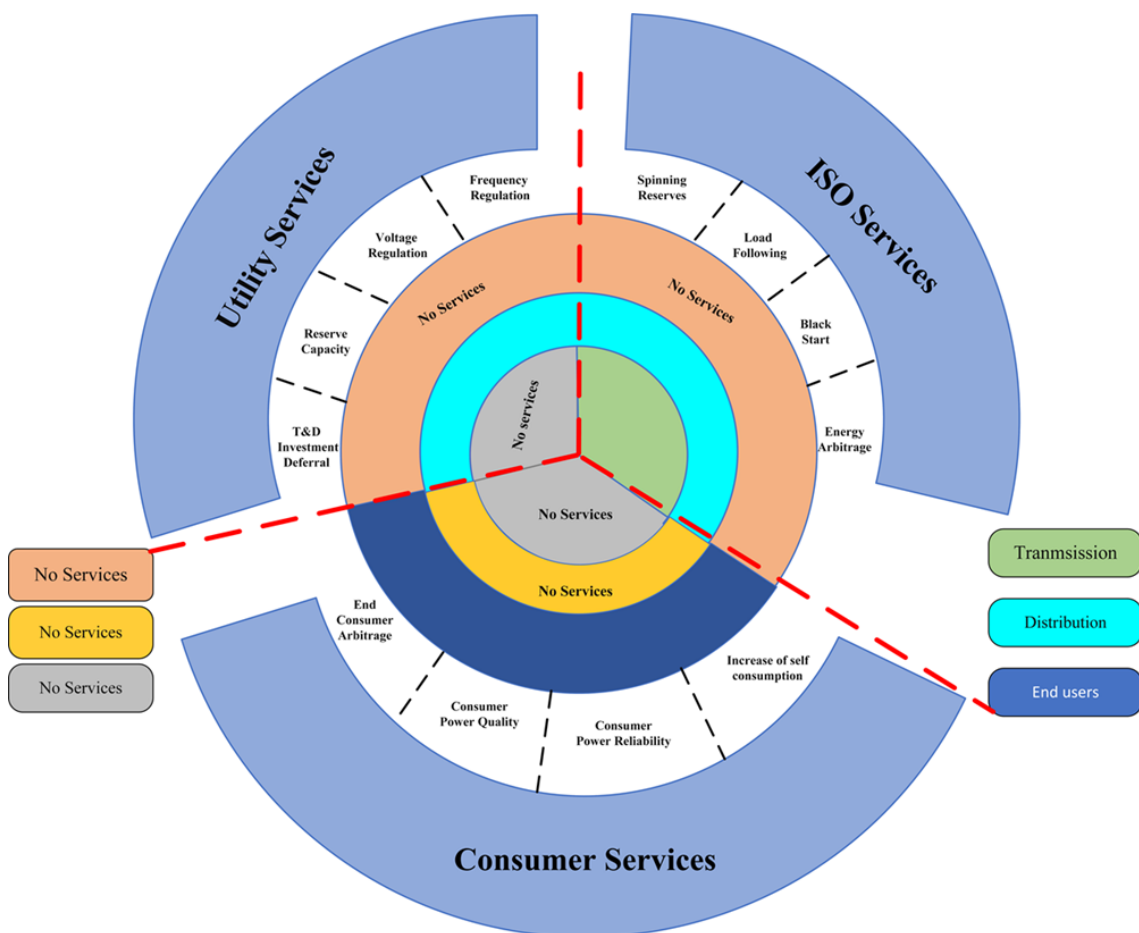 Utility Services
ISO Services
Frequency
Regulation
Spinning
Reserves
Voltage
Regulation
Load
Following
No Services
No Services
Reserve
Capacity
Black
Start
No services
T&D
Investment
Deferral
Energy
Arbitrage
No Services
No Services
No Services
No Services
No Services
Tranmsission
Distribution
End users
End
Consumer
Arbitrage
Increase of self
consumption
Consumer
Power Quality
Consumer
Power Reliability
Consumer Services